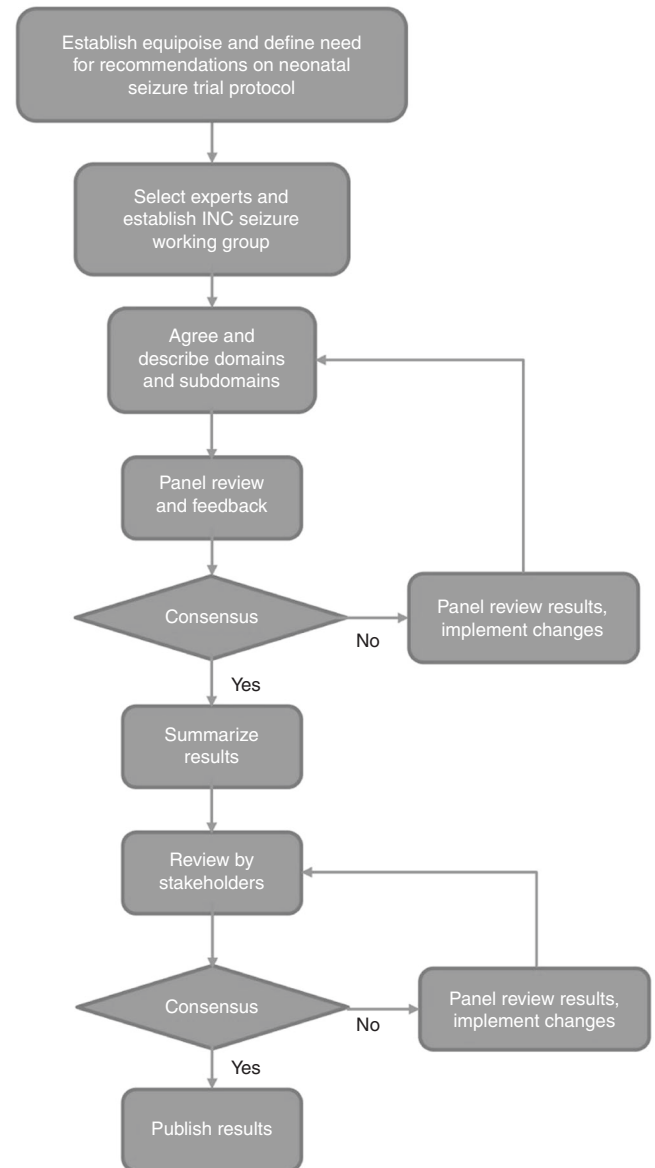 Establish equipoise and define need
for recommendations on neonatal
seizure trial protocol
Select experts and
establish INC seizure
working group
Agree and
describe domains
and subdomains
Panel review
and feedback
Consensus
No
Panel review results,
implement changes
Yes
Summarize
results
Review by
stakeholders
Consensus
No
Panel review results,
implement changes
Yes
Publish results